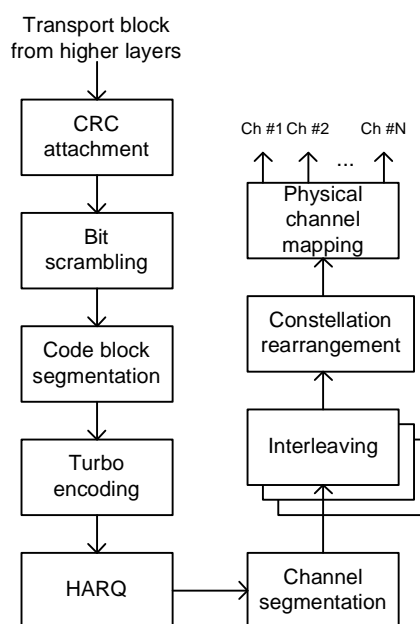 Transport block
from higher layers
CRC
attachment
Bit
scrambling
Code block
segmentation
Turbo
encoding
HARQ
Channel
segmentation
Interleaving
Constellation
rearrangement
Physical
channel
mapping
Ch #1 Ch #2 ... Ch #N